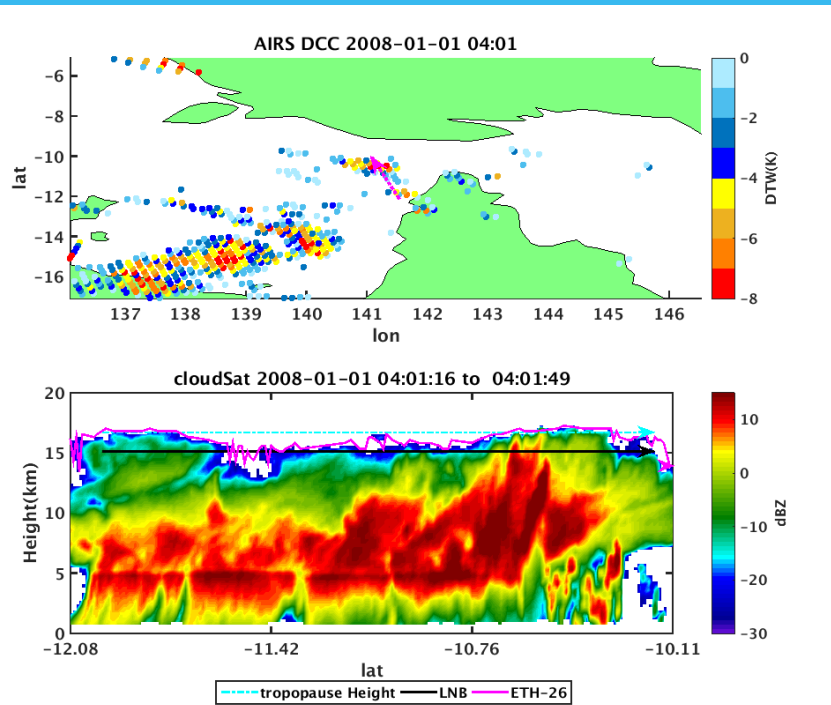 AIRS DCC 2008-01-01 04:01
lat
-6
-8
-10
-12
-14
-16
137 138 139 140 141 142 143 144 145 146
lon
0
-2
-4
-6
-8
DTW(K)
cloudSat 2008-01-01 04:01:16 to 04:01:49
Height(km)
20
15
10
5
0
-12.08 -11.42 -10.76 -10.11
lat
10
0
-10
-20
-30
dBZ
tropopause Height LNB ETH-26